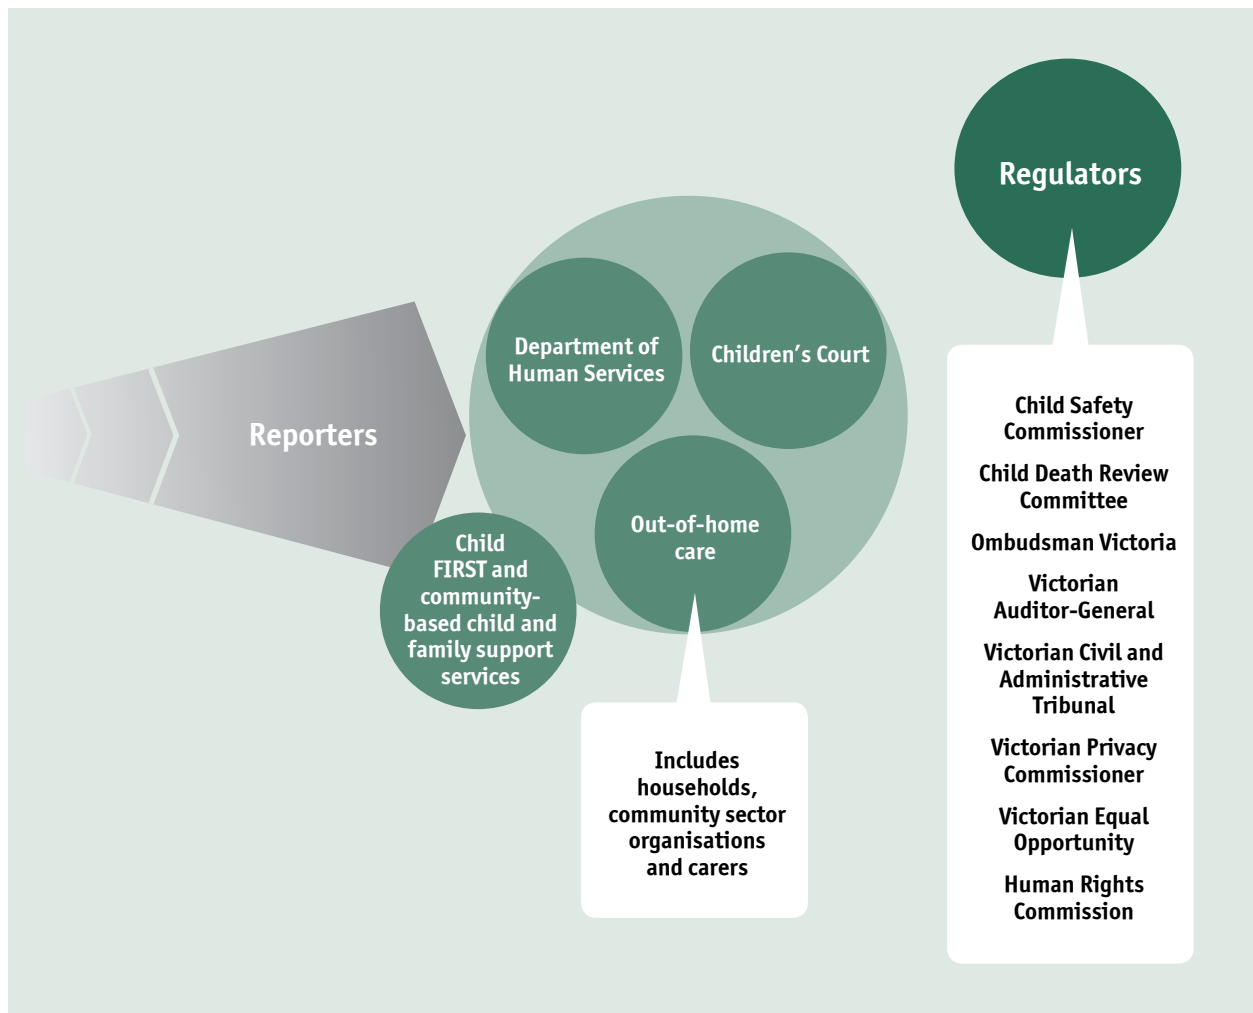 Regulators
Reporters
Department of
Human Services
Children’s Court
Out-of-home
care
Child
FIRST and
community-
based child and
family support
services
Includes
households,
community sector
organisations
and carers
Child Safety
Commissioner
Child Death Review
Committee
Ombudsman Victoria
Victorian
Auditor-General
Victorian Civil and
Administrative
Tribunal
Victorian Privacy
Commissioner
Victorian Equal
Opportunity
Human Rights
Commission